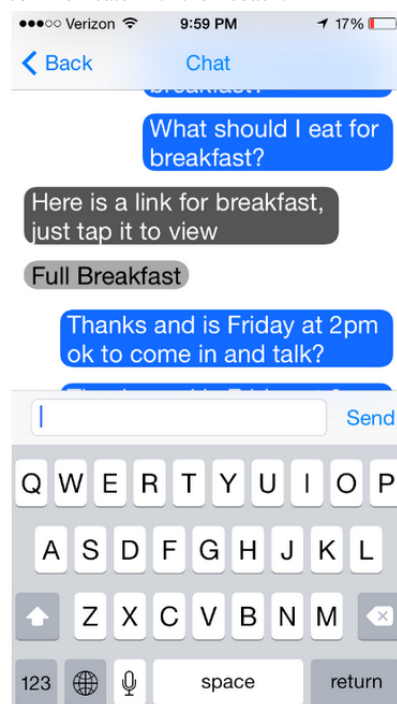 Verizon 9:59 PM 17%
Back Chat
breakfast?
What should I eat for
breakfast?
Here is a link for breakfast,
just tap it to view
Full Breakfast
Thanks and is Friday at 2pm
ok to come in and talk?
Send
Q W E R T Y U I O P
A S D F G H J K L
Z X C V B N M
123 space return